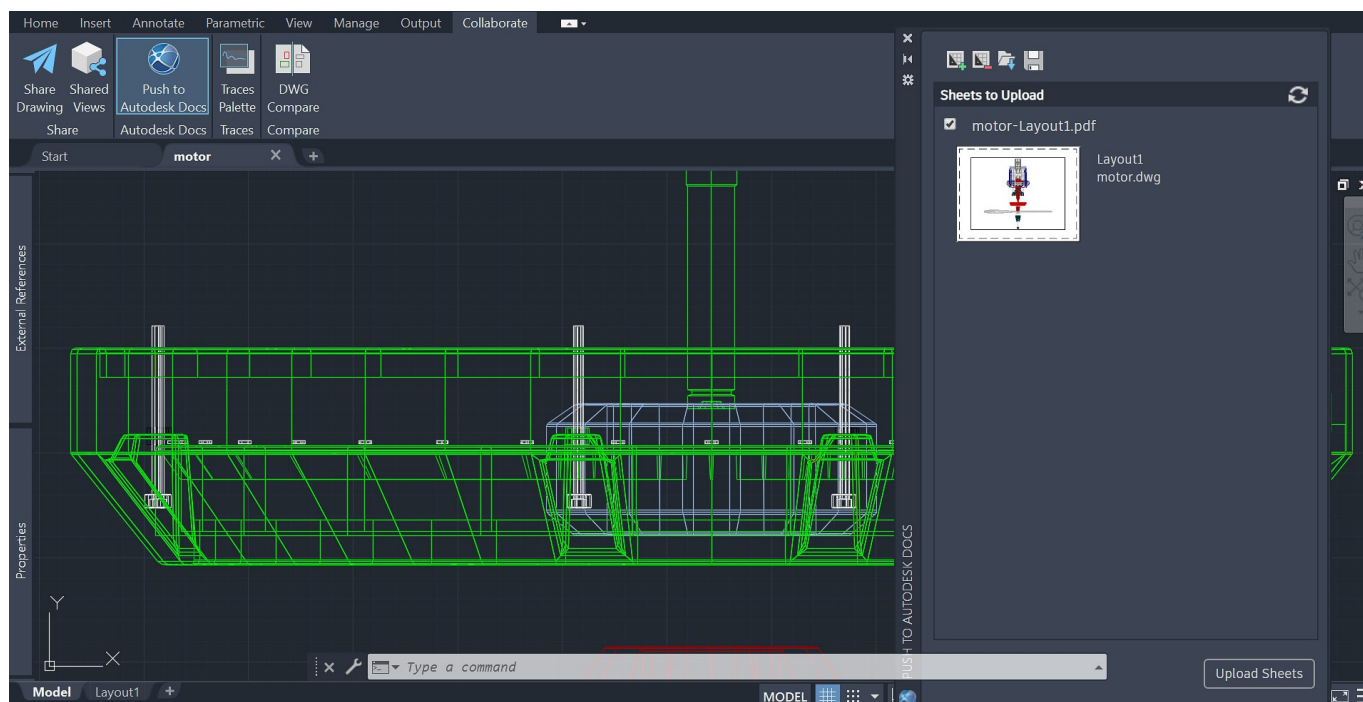 Home Insert Annotate Parametric View Manage Output Collaborate
Share Drawing
Shared Views
Push to Autodesk Docs
Traces Palette
DWG Compare
Share Autodesk Docs Traces Compare
Start motor +
External References
Properties
Y
X
Type a command
Model Layout1 +
MODEL
PUSH TO AUTODESK DOCS
Sheets to Upload
motor-Layout1.pdf
Layout1
motor.dwg
Upload Sheets